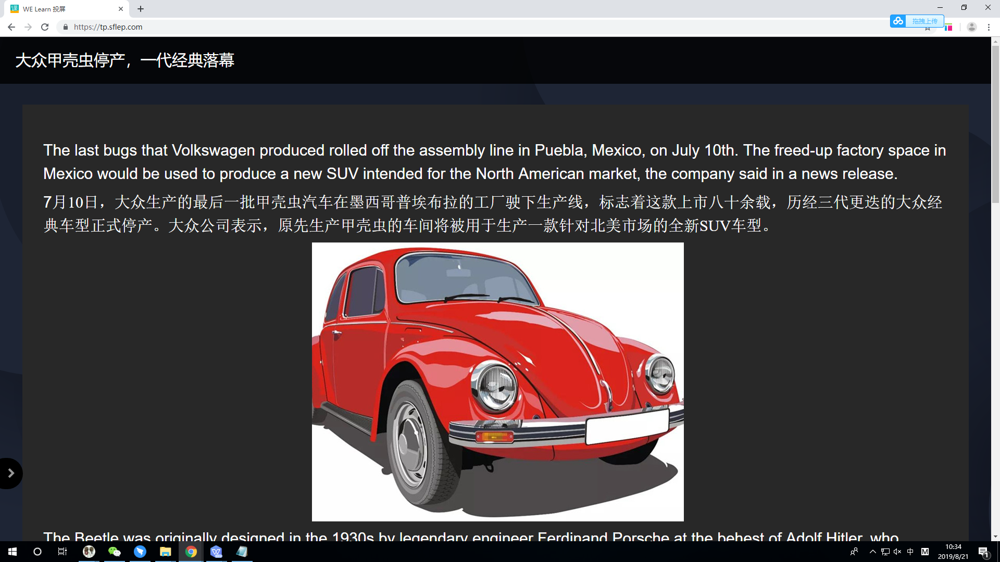 WE Learn 投屏
https://tp.sflep.com
拖拽上传
大众甲壳虫停产，一代经典落幕
The last bugs that Volkswagen produced rolled off the assembly line in Puebla, Mexico, on July 10th. The freed-up factory space in
Mexico would be used to produce a new SUV intended for the North American market, the company said in a news release.
7月10日，大众生产的最后一批甲壳虫汽车在墨西哥普埃布拉的工厂驶下生产线，标志着这款上市八十余载，历经三代更迭的大众经
典车型正式停产。大众公司表示，原先生产甲壳虫的车间将被用于生产一款针对北美市场的全新SUV车型。
The Beetle was originally designed in the 1930s by legendary engineer Ferdinand Porsche at the behest of Adolf Hitler, who
中
M
10:34
2019/8/21
1